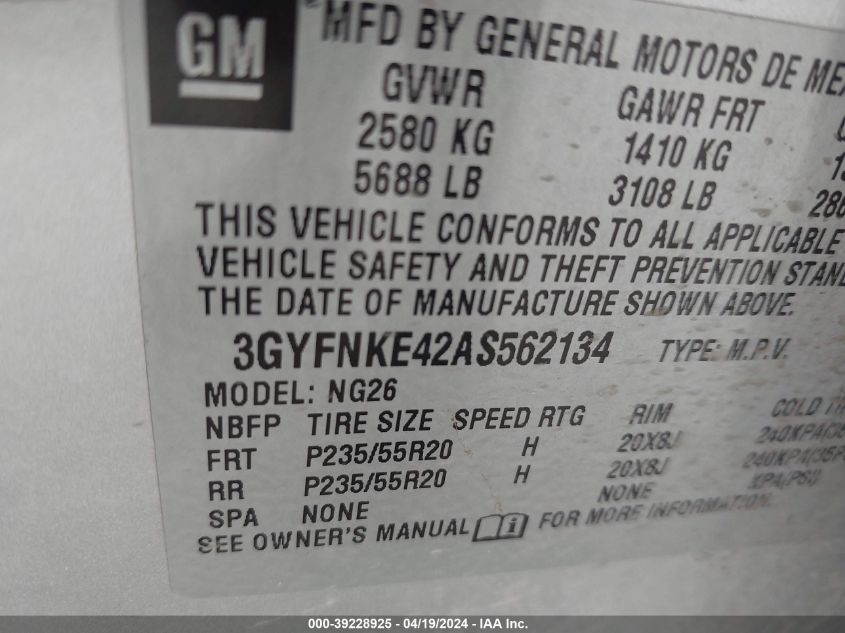 GM
*MFD BY GENERAL MOTORS DE
GVWR GAWR FRT
2580 KG 1410 KG
5688 LB 3108 LB
THIS VEHICLE CONFORMS TO ALL APPLICABLE
VEHICLE SAFETY AND THEFT PREVENTION
THE DATE OF MANUFACTURE SHOWN ABOVE.
3GYFNKE42AS562134 TYPE: M.P.V.
MODEL: NG26
NBFP TIRE SIZE SPEED RTG RIM COLD
FRT P235/55R20 H 20X8J
RR P235/55R20 H 20X8J
SPA NONE NONE KPA/PSI)
SEE OWNER'S MANUAL i FOR MORE INFORMATION.
000-39228925 - 04/19/2024 - IAA Inc.